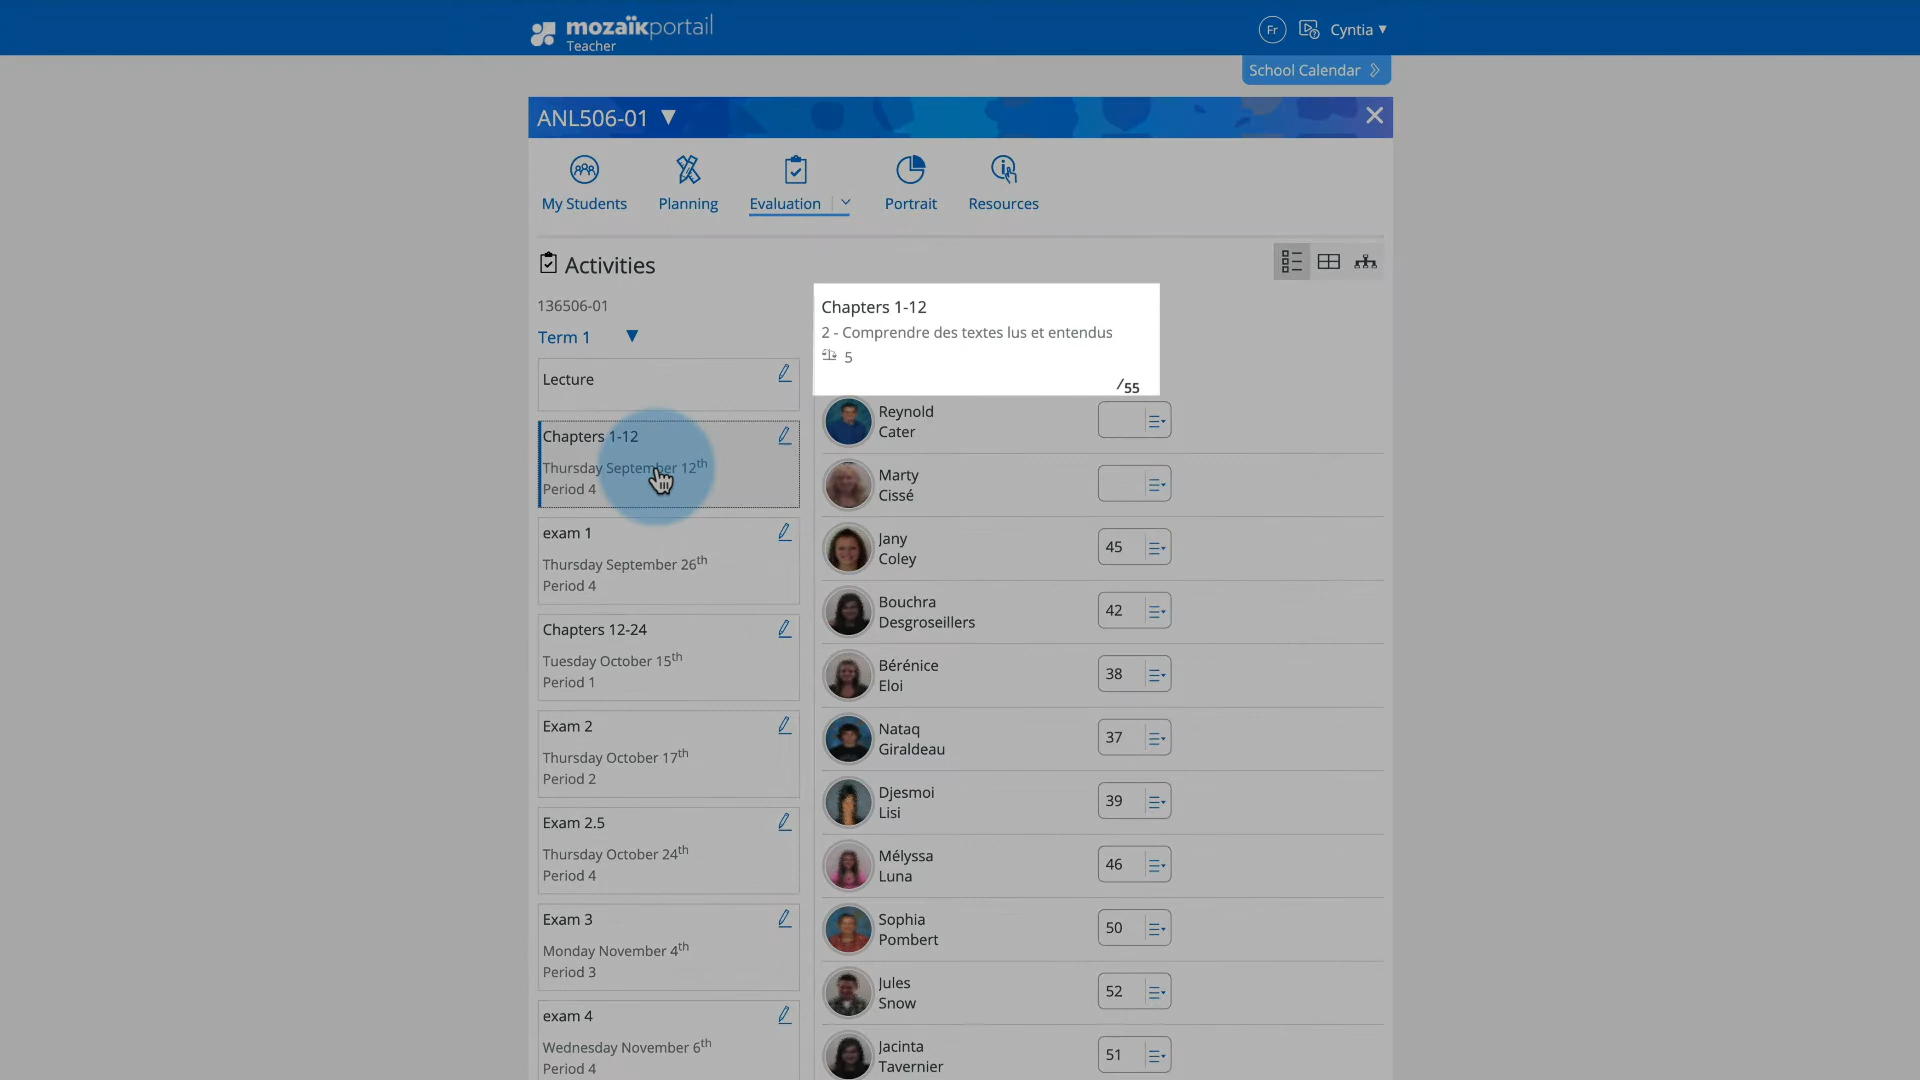 mozaïkportail
Teacher
Fr
Cyntia ▼
School Calendar
ANL506-01 ▼
My Students
Planning
Evaluation
Portrait
Resources
Activities
136506-01
Term 1 ▼
Lecture
Chapters 1-12
Thursday September 12th
Period 4
exam 1
Thursday September 26th
Period 4
Chapters 12-24
Tuesday October 15th
Period 1
Exam 2
Thursday October 17th
Period 2
Exam 2.5
Thursday October 24th
Period 4
Exam 3
Monday November 4th
Period 3
exam 4
Wednesday November 6th
Period 4
Chapters 1-12
2 - Comprendre des textes lus et entendus
5
/55
Reynold
Cater
Marty
Cissé
Jany
Coley
45
Bouchra
Desgroseillers
42
Bérénice
Eloi
38
Nataq
Giraldeau
37
Djesmoi
Lisi
39
Mélyssa
Luna
46
Sophia
Pombert
50
Jules
Snow
52
Jacinta
Tavernier
51